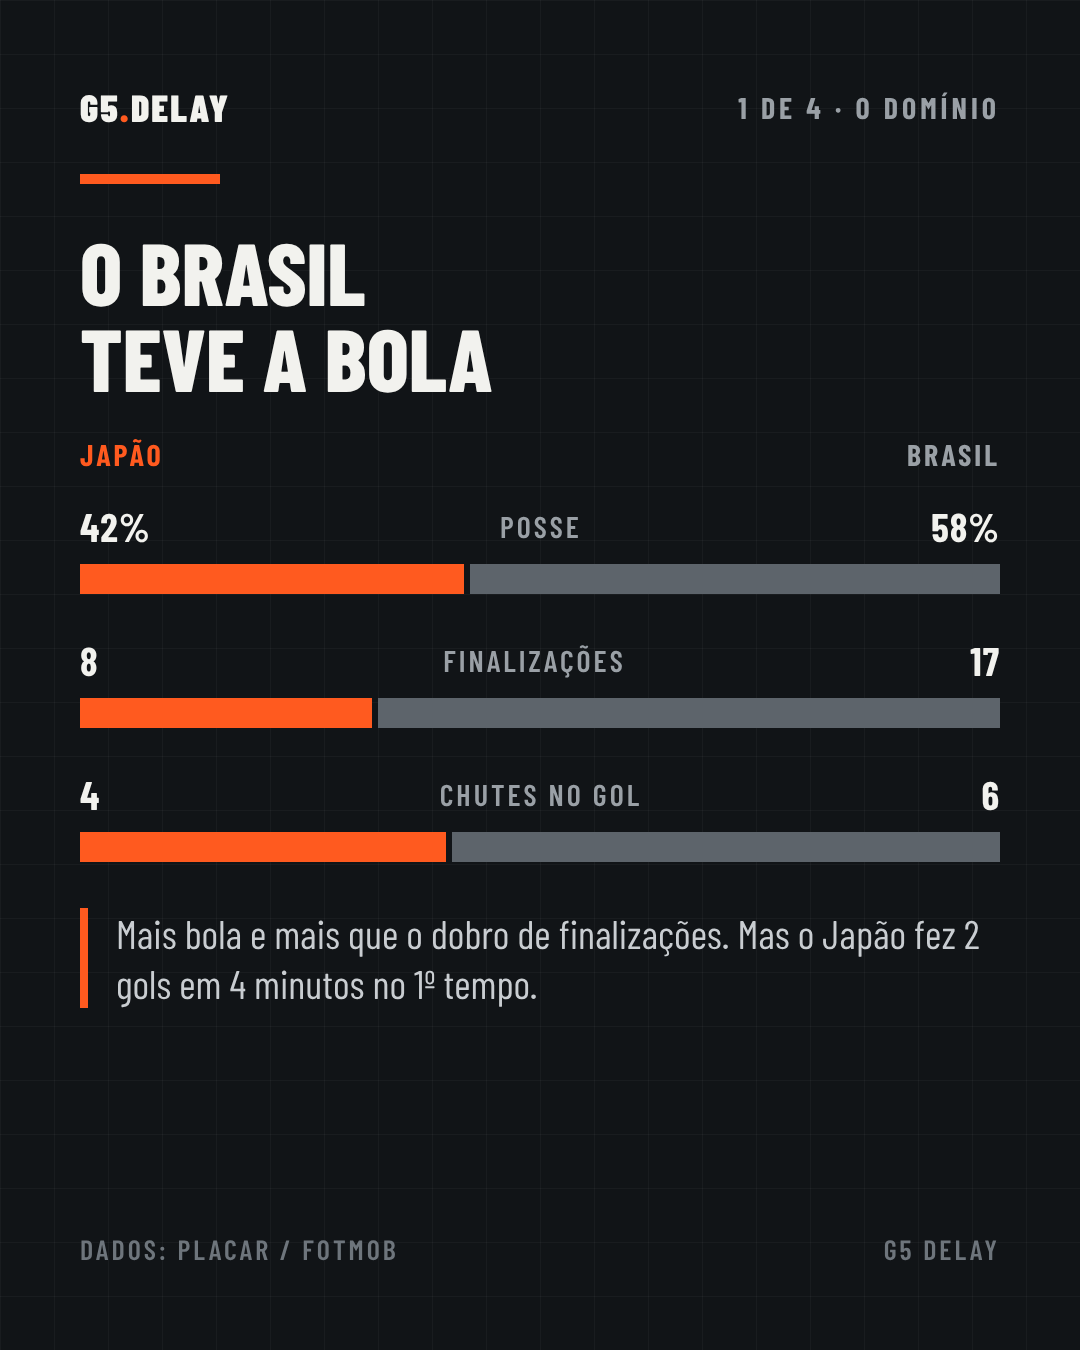 G5.DELAY
1 DE 4 · O DOMÍNIO
O BRASIL
TEVE A BOLA
JAPÃO
BRASIL
42%
POSSE
58%
8
FINALIZAÇÕES
17
4
CHUTES NO GOL
6
Mais bola e mais que o dobro de finalizações. Mas o Japão fez 2
gols em 4 minutos no 1º tempo.
DADOS: PLACAR / FOTMOB
G5 DELAY